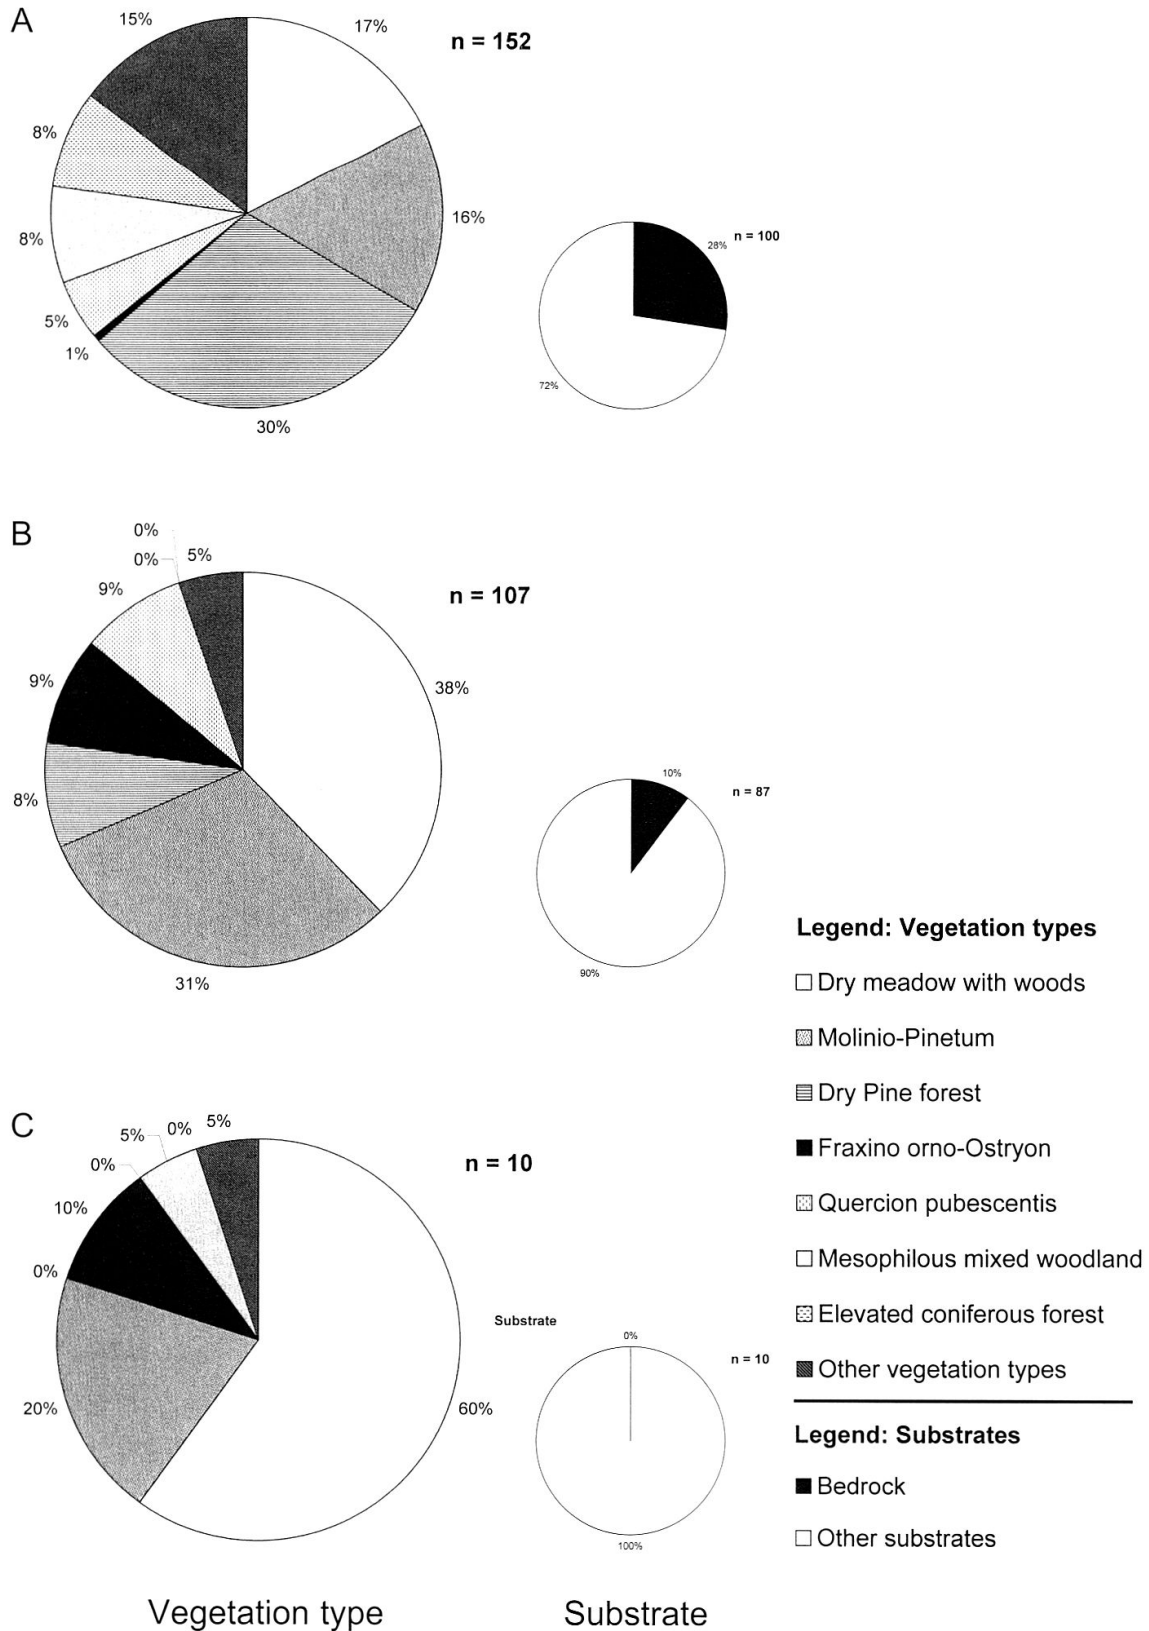 A
15%
17%
n = 152
8%
16%
8%
5%
1%
30%
28%
n = 100
72%
B
0%
0%
5%
9%
n = 107
9%
38%
8%
31%
10%
n = 87
90%
C
5%
0%
5%
0%
n = 10
10%
0%
20%
60%
Substrate
0%
n = 10
100%
Legend: Vegetation types
Dry meadow with woods
Molinio-Pinetum
Dry Pine forest
Fraxino orno-Ostryon
Quercion pubescentis
Mesophilous mixed woodland
Elevated coniferous forest
Other vegetation types
Legend: Substrates
Bedrock
Other substrates
Vegetation type
Substrate